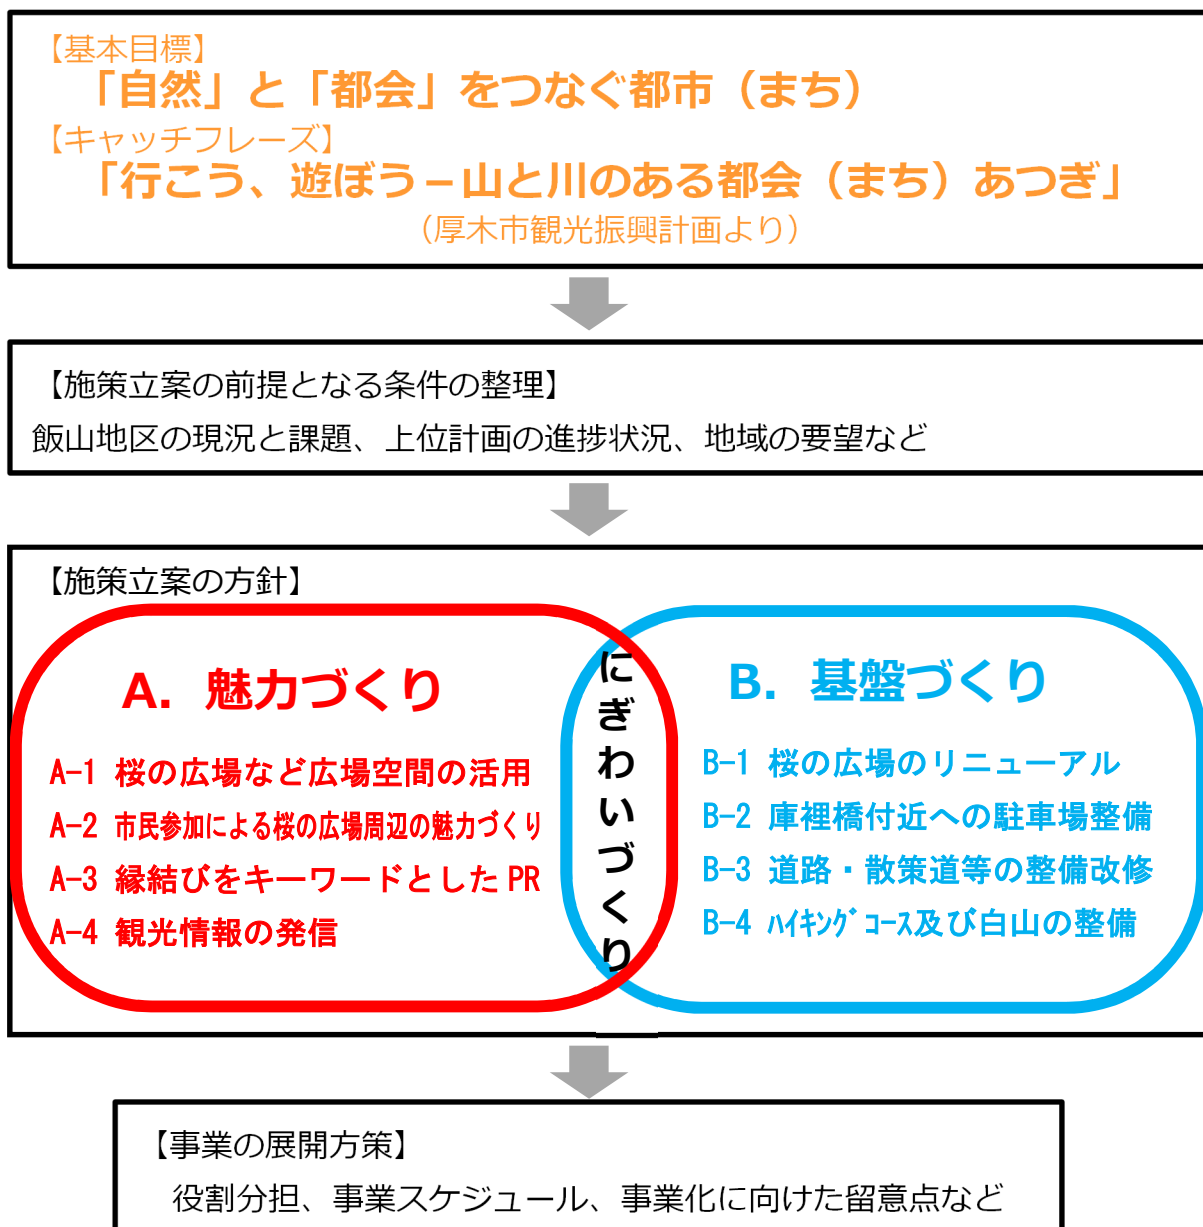 【基本目標】
「自然」と「都会」をつなぐ都市（まち）
【キャッチフレーズ】
「行こう、遊ぼう－山と川のある都会（まち）あつぎ」
（厚木市観光振興計画より）
【施策立案の前提となる条件の整理】
飯山地区の現況と課題、上位計画の進捗状況、地域の要望など
【施策立案の方針】
A．魅力づくり
A-1 桜の広場など広場空間の活用
A-2 市民参加による桜の広場周辺の魅力づくり
A-3 縁結びをキーワードとした PR
A-4 観光情報の発信
にぎわいづくり
B．基盤づくり
B-1 桜の広場のリニューアル
B-2 庫裡橋付近への駐車場整備
B-3 道路・散策道等の整備改修
B-4 ﾊｲｷﾝｸﾞｺｰｽ及び白山の整備
【事業の展開方策】
役割分担、事業スケジュール、事業化に向けた留意点など